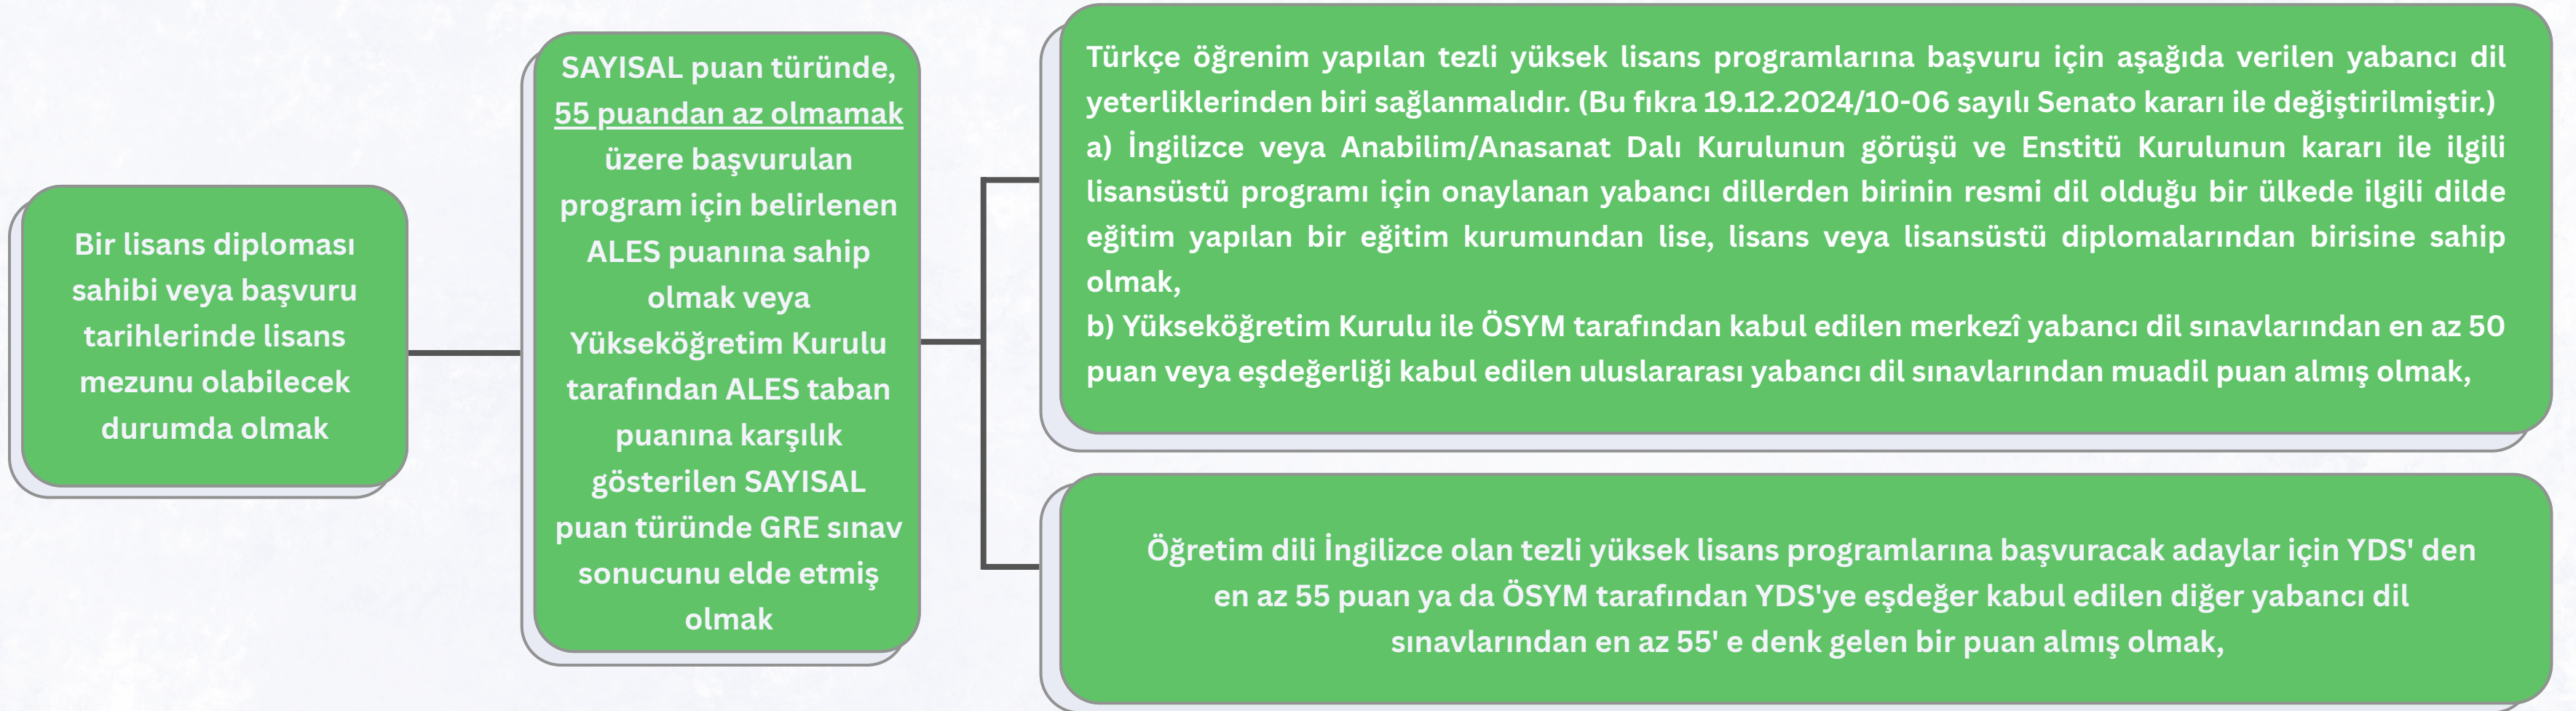 Bir lisans diploması
sahibi veya başvuru
tarihlerinde lisans
mezunu olabilecek
durumda olmak
SAYISAL puan türünde,
55 puandan az olmamak
üzere başvurulan
program için belirlenen
ALES puanına sahip
olmak veya
Yükseköğretim Kurulu
tarafından ALES taban
puanına karşılık
gösterilen SAYISAL
puan türünde GRE sınav
sonucunu elde etmiş
olmak
Türkçe öğrenim yapılan tezli yüksek lisans programlarına başvuru için aşağıda verilen yabancı dil
yeterliklerinden biri sağlanmalıdır. (Bu fıkra 19.12.2024/10-06 sayılı Senato kararı ile değiştirilmiştir.)
a) İngilizce veya Anabilim/Anasanat Dalı Kurulunun görüşü ve Enstitü Kurulunun kararı ile ilgili
lisansüstü programı için onaylanan yabancı dillerden birinin resmi dil olduğu bir ülkede ilgili dilde
eğitim yapılan bir eğitim kurumundan lise, lisans veya lisansüstü diplomalarından birisine sahip
olmak,
b) Yükseköğretim Kurulu ile ÖSYM tarafından kabul edilen merkezî yabancı dil sınavlarından en az 50
puan veya eşdeğerliği kabul edilen uluslararası yabancı dil sınavlarından muadil puan almış olmak,
Öğretim dili İngilizce olan tezli yüksek lisans programlarına başvuracak adaylar için YDS' den
en az 55 puan ya da ÖSYM tarafından YDS'ye eşdeğer kabul edilen diğer yabancı dil
sınavlarından en az 55' e denk gelen bir puan almış olmak,